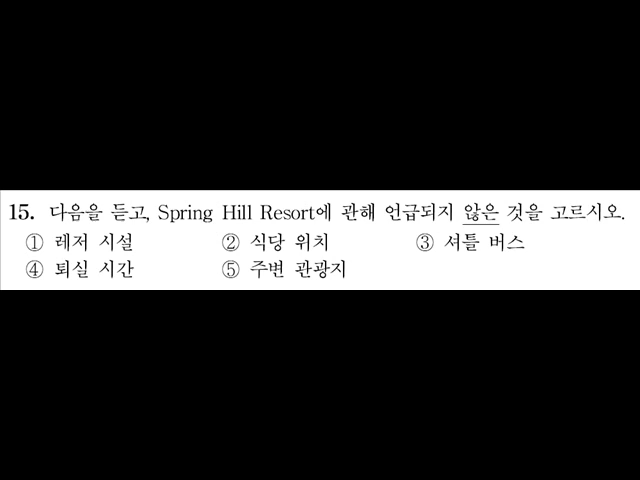 15. 다음을 듣고, Spring Hill Resort에 관해 언급되지 않은 것을 고르시오.
① 레저 시설 ② 식당 위치 ③ 셔틀 버스
④ 퇴실 시간 ⑤ 주변 관광지